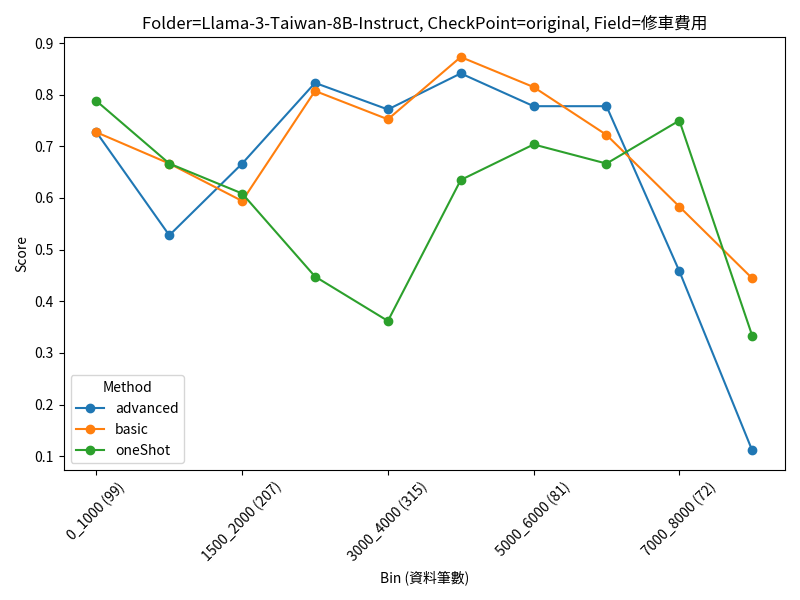 Folder=Llama-3-Taiwan-8B-Instruct, CheckPoint=original, Field=修車費用
Score
0.9
0.8
0.7
0.6
0.5
0.4
0.3
0.2
0.1
Method
advanced
basic
oneShot
0_1000 (99)
1500_2000 (207)
3000_4000 (315)
5000_6000 (81)
7000_8000 (72)
Bin (資料筆數)